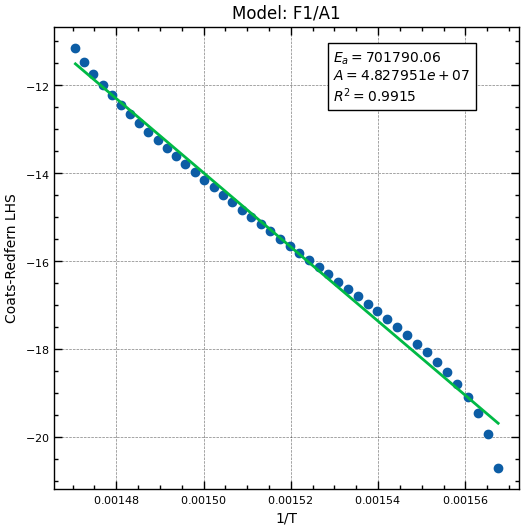 Model: F1/A1
E_a = 701790.06
A = 4.827951e + 07
R² = 0.9915
Coats-Redfern LHS
−12
−14
−16
−18
−20
0.00148
0.00150
0.00152
0.00154
0.00156
1/T